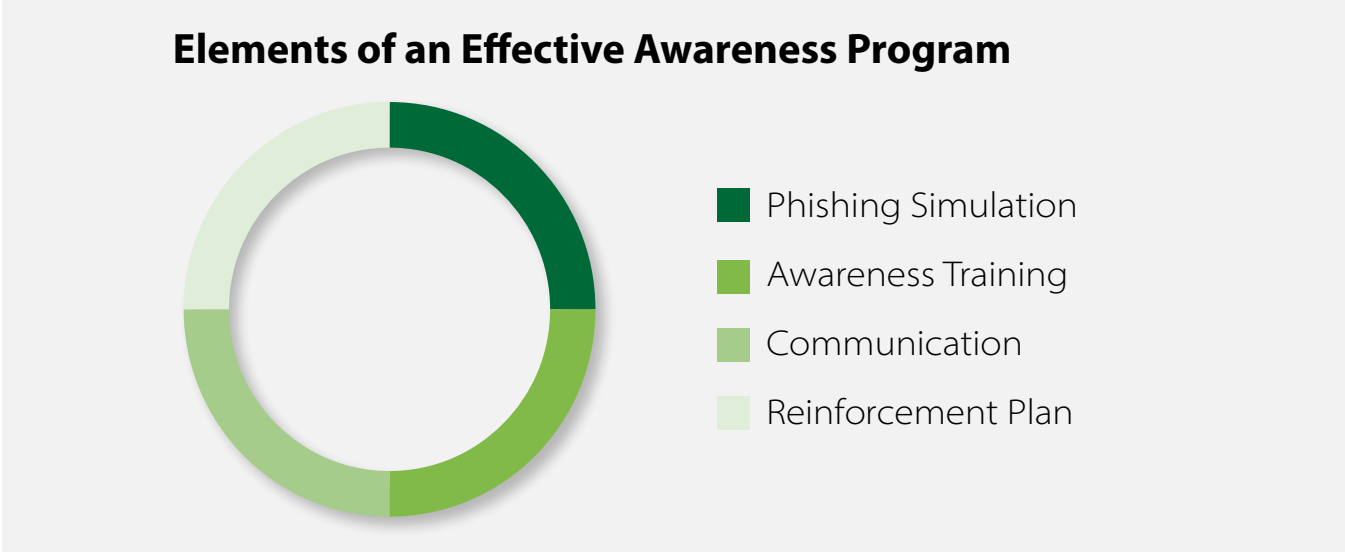 Elements of an Effective Awareness Program
Phishing Simulation
Awareness Training
Communication
Reinforcement Plan